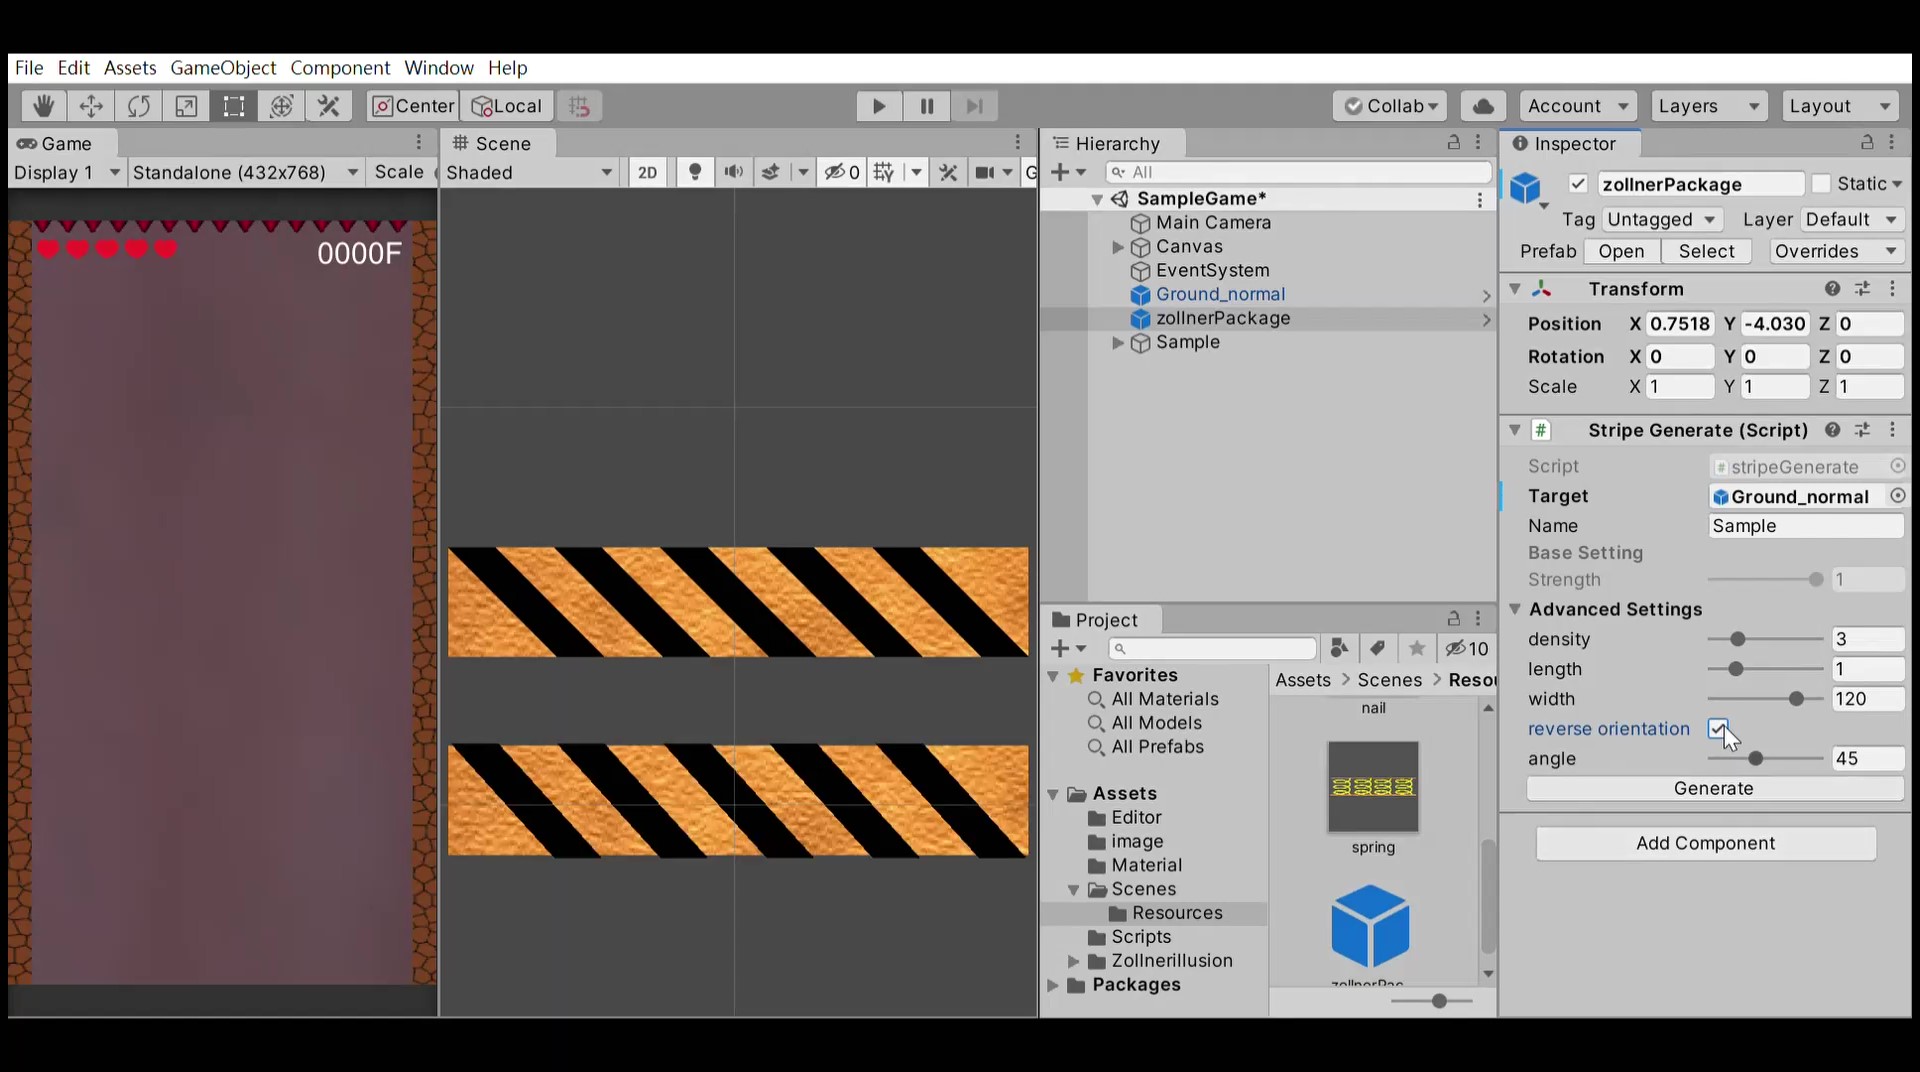 File Edit Assets GameObject Component Window Help
Center Local Collab Account Layers Layout
Game
Display 1 Standalone (432x768) Scale
0000F
Scene
Shaded 2D 0 G
Hierarchy
All
SampleGame*
Main Camera
Canvas
EventSystem
Ground_normal
zollnerPackage
Sample
Project
10
Favorites
All Materials
All Models
All Prefabs
Assets
Editor
image
Material
Scenes
Resources
Scripts
Zollnerillusion
Packages
Assets > Scenes > Resou
nail
spring
zollnerPac...
Inspector
zollnerPackage Static
Tag Untagged Layer Default
Prefab Open Select Overrides
Transform
Position X 0.7518 Y -4.030 Z 0
Rotation X 0 Y 0 Z 0
Scale X 1 Y 1 Z 1
# Stripe Generate (Script)
Script # stripeGenerate
Target Ground_normal
Name Sample
Base Setting
Strength 1
Advanced Settings
density 3
length 1
width 120
reverse orientation
angle 45
Generate
Add Component